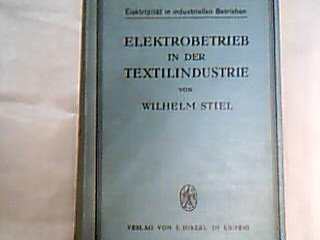 Elektrizität in industriellen Betrieben
ELEKTROBETRIEB
IN DER
TEXTILINDUSTRIE
VON
WILHELM STIEL
VERLAG VON S. HIRZEL IN LEIPZIG